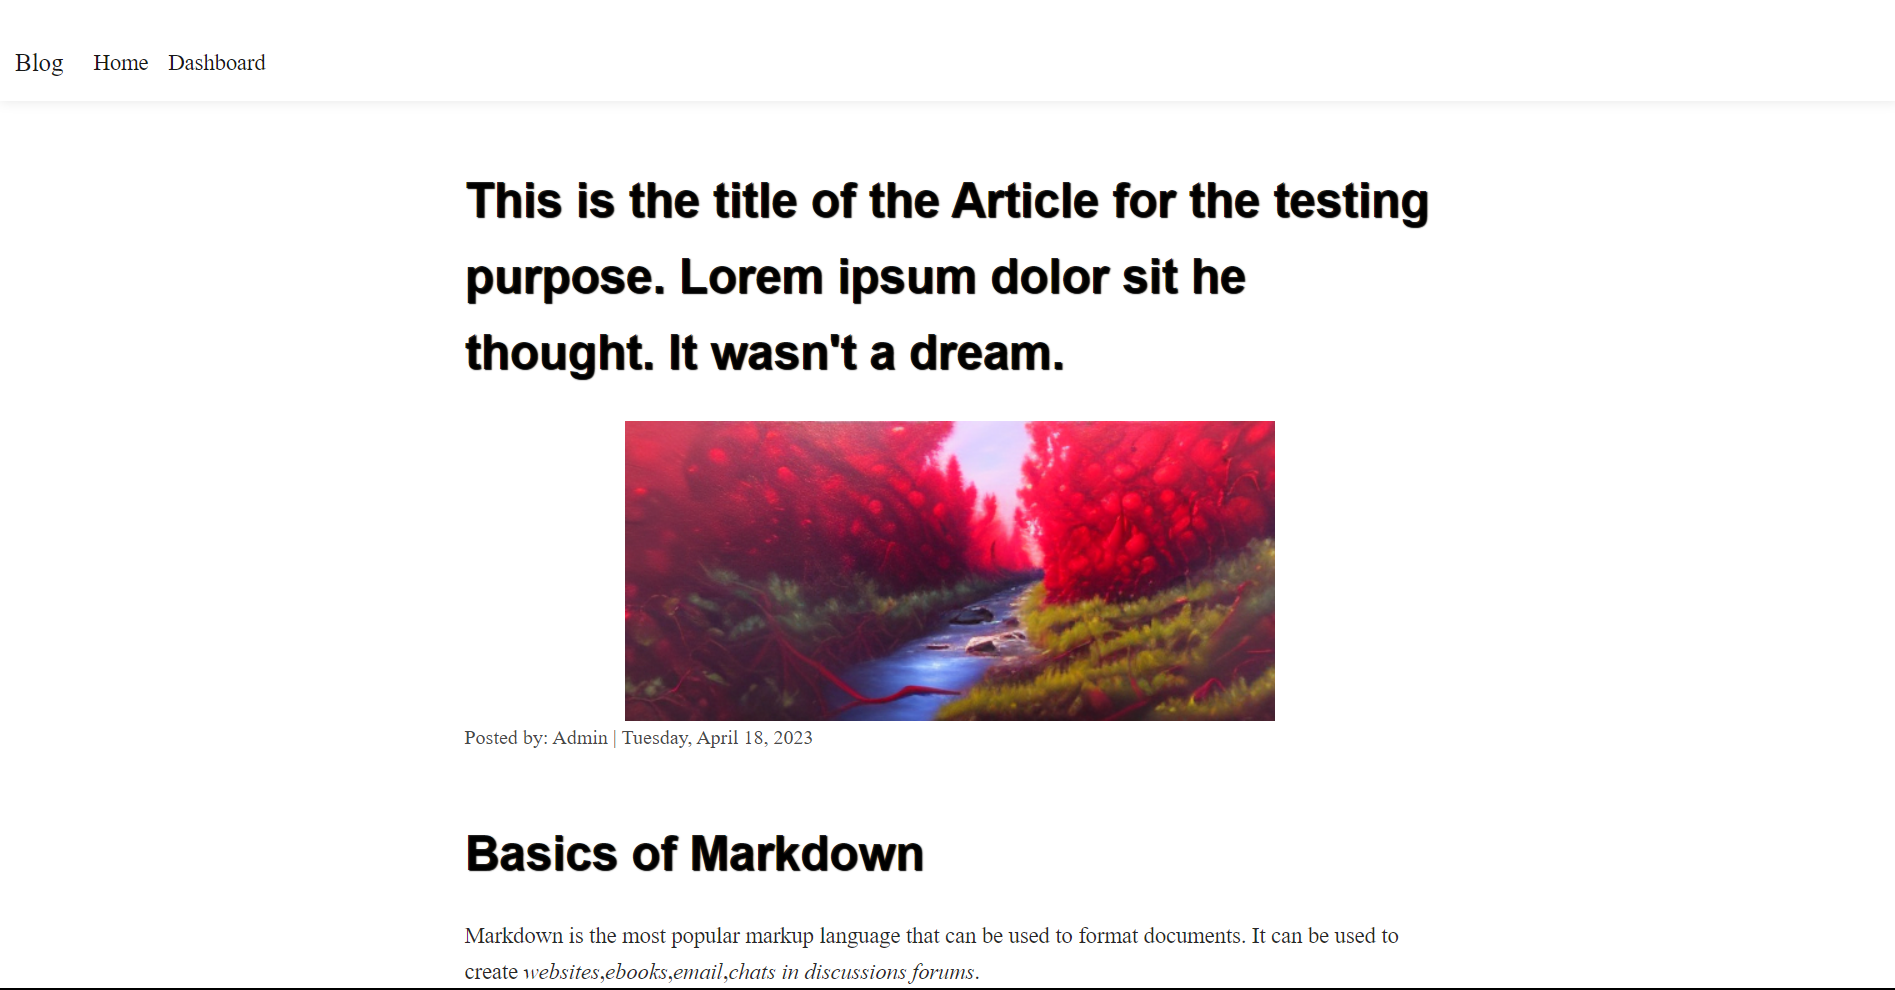 Blog Home Dashboard
This is the title of the Article for the testing
purpose. Lorem ipsum dolor sit he
thought. It wasn't a dream.
Posted by: Admin | Tuesday, April 18, 2023
Basics of Markdown
Markdown is the most popular markup language that can be used to format documents. It can be used to
create websites,ebooks,email,chats in discussions forums.